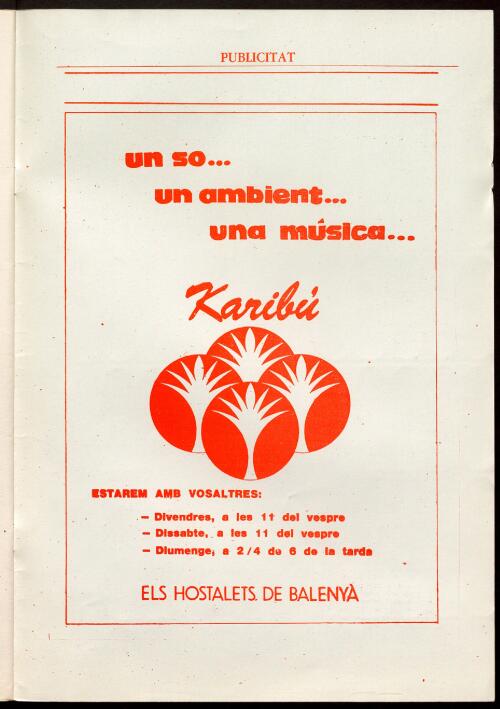 PUBLICITAT
un so...
un ambient...
una música...
Karibú
ESTAREM AMB VOSALTRES:
— Divendres, a les 11 del vespre
— Dissabte, a les 11 del vespre
— Diumenge, a 2/4 de 6 de la tarda
ELS HOSTALETS DE BALENYÀ